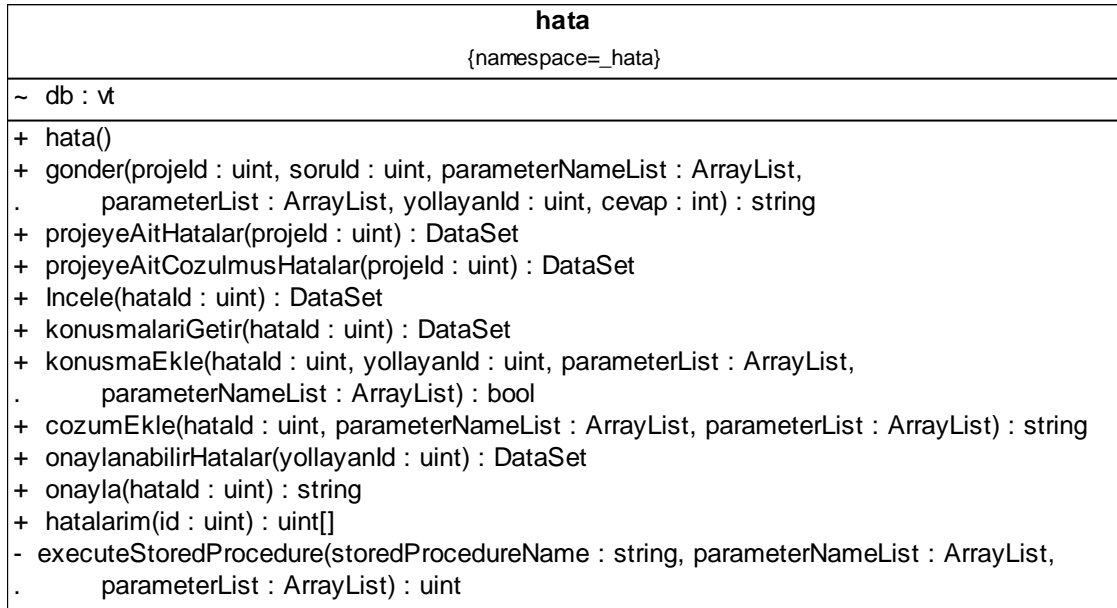 hata
{namespace=_hata}
~ db : vt
+ hata()
+ gonder(projeId : uint, soruId : uint, parameterNameList : ArrayList,
. parameterList : ArrayList, yollayanId : uint, cevap : int) : string
+ projeyeAitHatalar(projeId : uint) : DataSet
+ projeyeAitCozulmusHatalar(projeId : uint) : DataSet
+ Incele(hataId : uint) : DataSet
+ konusmalariGetir(hataId : uint) : DataSet
+ konusmaEkle(hataId : uint, yollayanId : uint, parameterList : ArrayList,
. parameterNameList : ArrayList) : bool
+ cozumEkle(hataId : uint, parameterNameList : ArrayList, parameterList : ArrayList) : string
+ onaylanabilirHatalar(yollayanId : uint) : DataSet
+ onayla(hataId : uint) : string
+ hatalarim(id : uint) : uint[]
- executeStoredProcedure(storedProcedureName : string, parameterNameList : ArrayList,
. parameterList : ArrayList) : uint